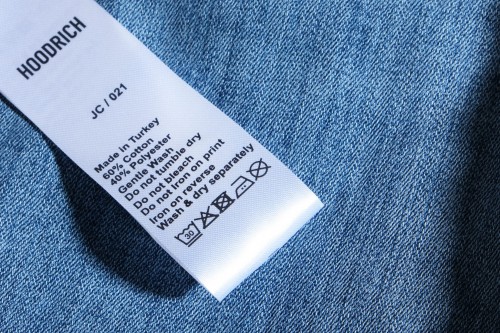 HOODRICH
JC / 021
Made in Turkey
60% Cotton
40% Polyester
Gentle Wash
Do not tumble dry
Do not bleach
Do not iron on print
Iron on reverse
Wash & dry separately
30